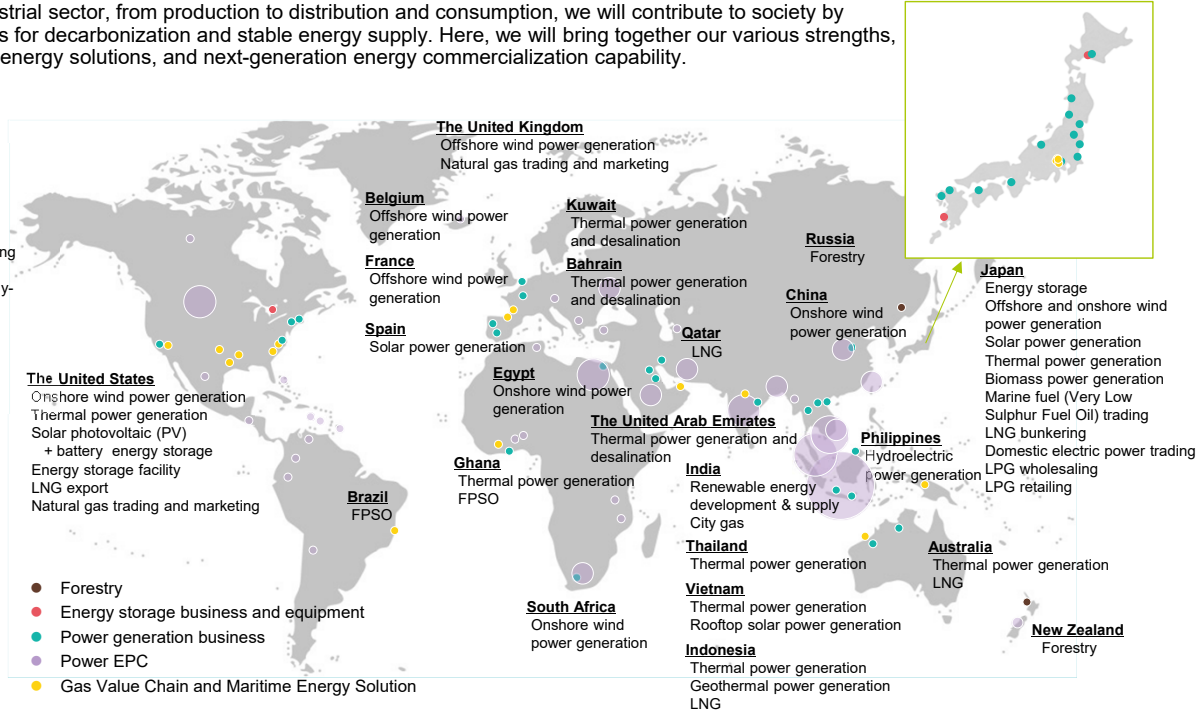 strial sector, from production to distribution and consumption, we will contribute to society by
s for decarbonization and stable energy supply. Here, we will bring together our various strengths,
energy solutions, and next-generation energy commercialization capability.
ng
y-
The United Kingdom
Offshore wind power generation
Natural gas trading and marketing
Belgium
Offshore wind power
generation
France
Offshore wind power
generation
Spain
Solar power generation
Kuwait
Thermal power generation
and desalination
Bahrain
Thermal power generation
and desalination
Qatar
LNG
Russia
Forestry
China
Onshore wind
power generation
Japan
Energy storage
Offshore and onshore wind
power generation
Solar power generation
Thermal power generation
Biomass power generation
Marine fuel (Very Low
Sulphur Fuel Oil) trading
LNG bunkering
Domestic electric power trading
LPG wholesaling
LPG retailing
The United States
Onshore wind power generation
Thermal power generation
Solar photovoltaic (PV)
+ battery energy storage
Energy storage facility
LNG export
Natural gas trading and marketing
Brazil
FPSO
Egypt
Onshore wind power
generation
Ghana
Thermal power generation
FPSO
South Africa
Onshore wind
power generation
The United Arab Emirates
Thermal power generation and
desalination
India
Renewable energy
development & supply
City gas
Thailand
Thermal power generation
Vietnam
Thermal power generation
Rooftop solar power generation
Indonesia
Thermal power generation
Geothermal power generation
LNG
Philippines
Hydroelectric
power generation
Australia
Thermal power generation
LNG
New Zealand
Forestry
Forestry
Energy storage business and equipment
Power generation business
Power EPC
Gas Value Chain and Maritime Energy Solution